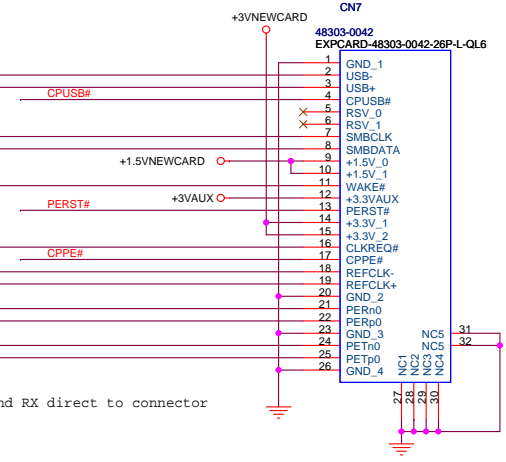 CN7
+3VNEWCARD
48303-0042
EXPCARD-48303-0042-26P-L-QL6
1 GND_1
2 USB-
3 USB+
CPUSB# 4 CPUSB#
5 RSV_0
6 RSV_1
7 SMBCLK
8 SMBDATA
+1.5VNEWCARD 9 +1.5V_0
10 +1.5V_1
11 WAKE#
+3VAUX 12 +3.3VAUX
PERST# 13 PERST#
14 +3.3V_1
15 +3.3V_2
16 CLKREQ#
CPPE# 17 CPPE#
18 REFCLK-
19 REFCLK+
20 GND_2
21 PERn0
22 PERp0
23 GND_3 NC5 31
24 PETn0 NC5 32
25 PETp0
26 GND_4
NC1 NC2 NC3 NC4
27 28 29 30
nd RX direct to connector